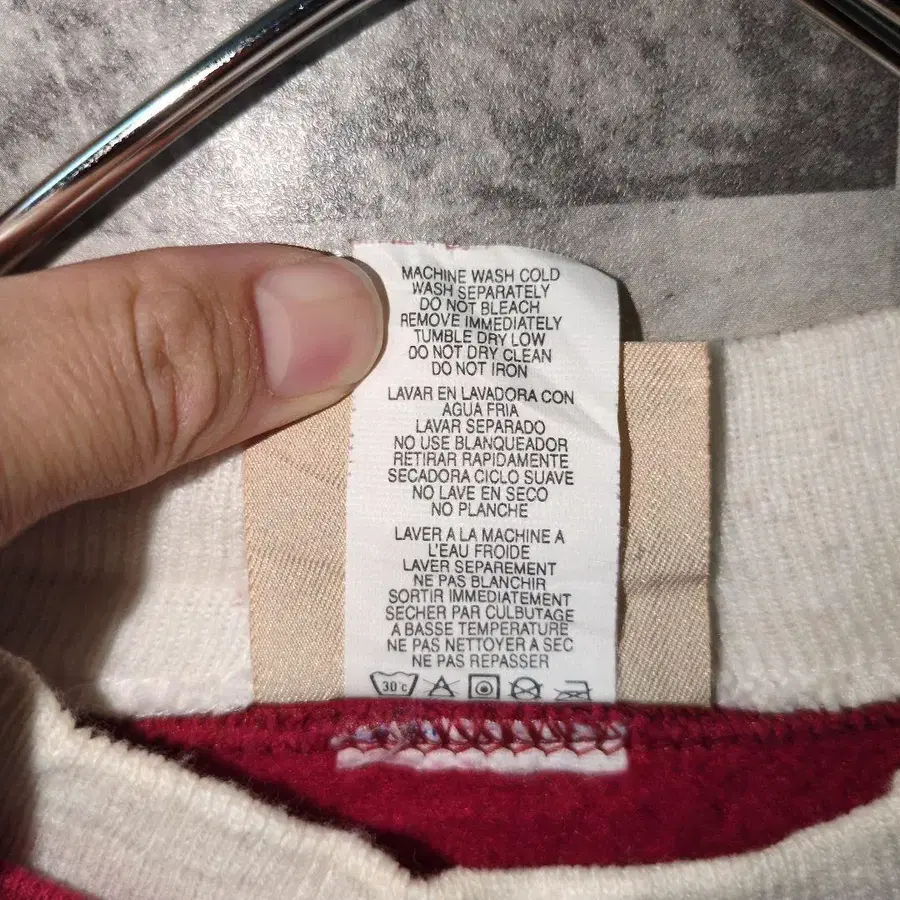 MACHINE WASH COLD
WASH SEPARATELY
DO NOT BLEACH
REMOVE IMMEDIATELY
TUMBLE DRY LOW
DO NOT DRY CLEAN
DO NOT IRON
LAVAR EN LAVADORA CON
AGUA FRIA
LAVAR SEPARADO
NO USE BLANQUEADOR
RETIRAR RAPIDAMENTE
SECADORA CICLO SUAVE
NO LAVE EN SECO
NO PLANCHE
LAVER A LA MACHINE A
L'EAU FROIDE
LAVER SEPAREMENT
NE PAS BLANCHIR
SORTIR IMMEDIATEMENT
SECHER PAR CULBUTAGE
A BASSE TEMPERATURE
NE PAS NETTOYER A SEC
NE PAS REPASSER
30°C